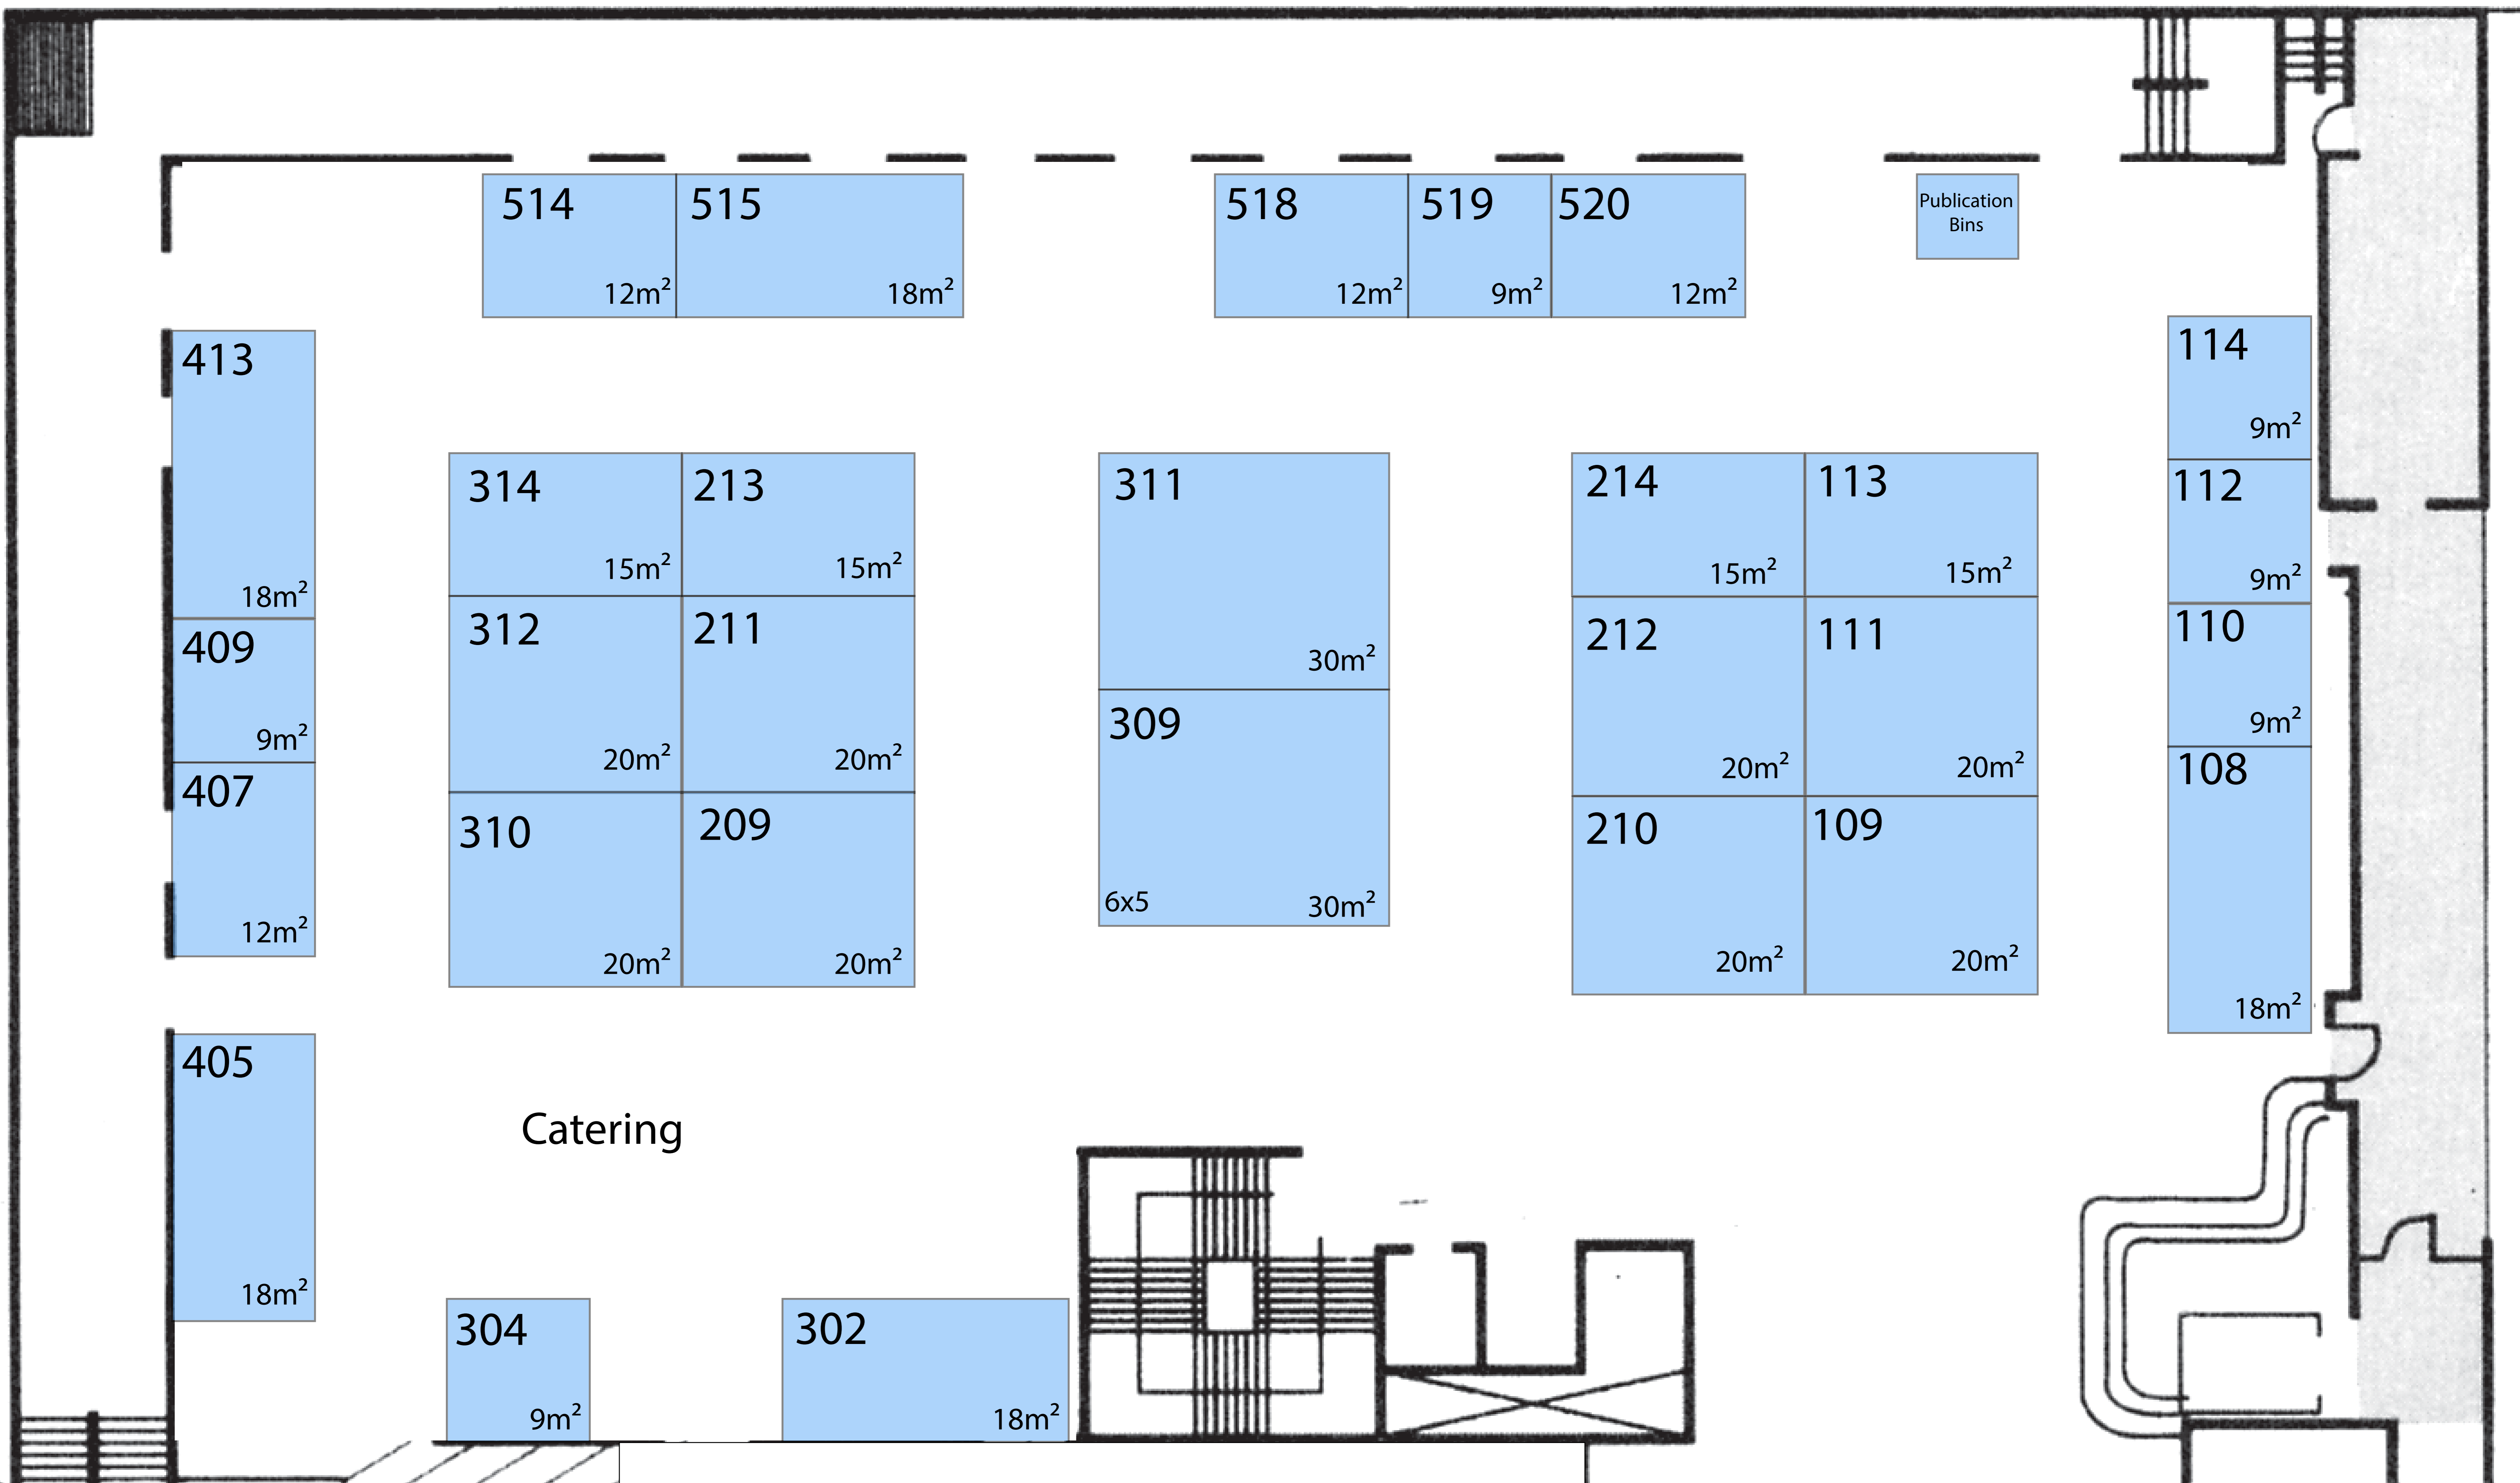 514
12m²
515
18m²
518
12m²
519
9m²
520
12m²
Publication
Bins
413
18m²
409
9m²
407
12m²
405
18m²
314
15m²
213
15m²
312
20m²
211
20m²
310
20m²
209
20m²
311
30m²
309
6x5
30m²
214
15m²
113
15m²
212
20m²
111
20m²
210
20m²
109
20m²
114
9m²
112
9m²
110
9m²
108
18m²
Catering
304
9m²
302
18m²